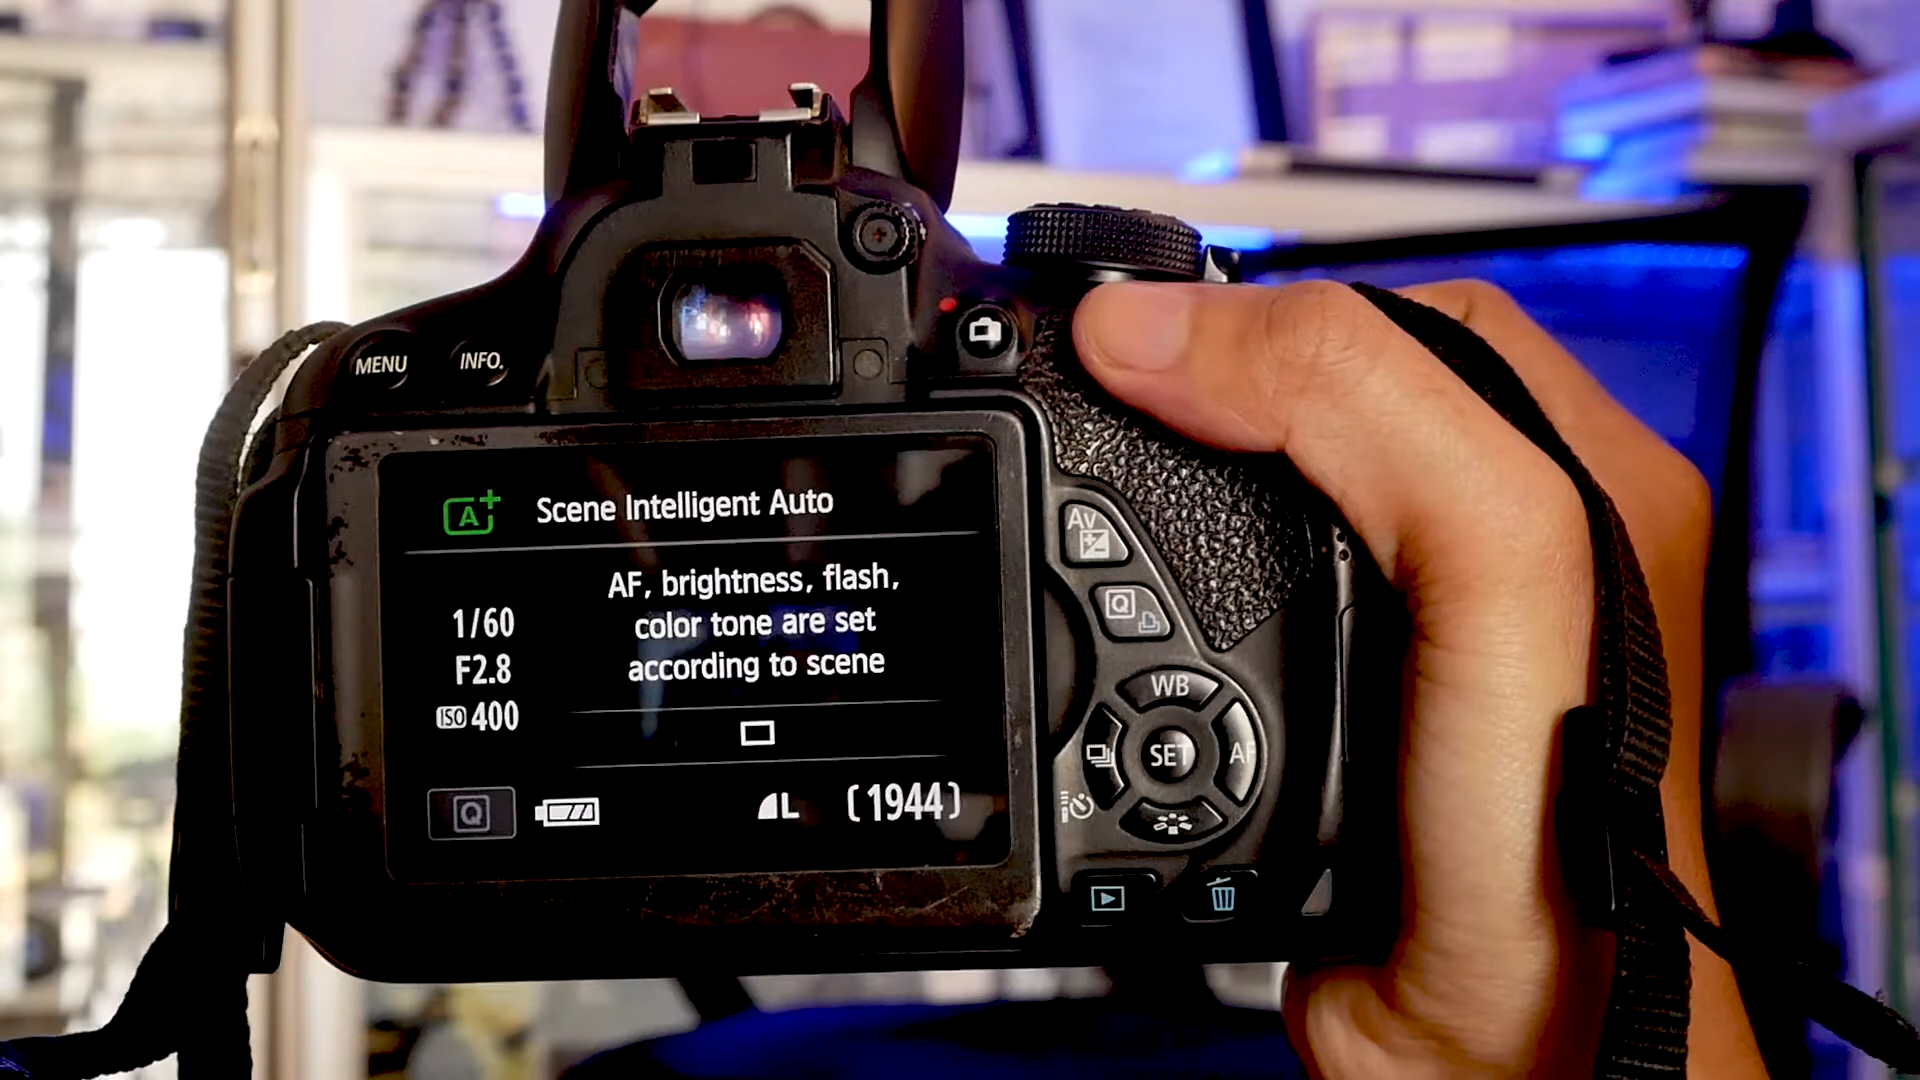 MENU
INFO.
A+
Scene Intelligent Auto
AF, brightness, flash,
color tone are set
according to scene
1/60
F2.8
ISO 400
Q
L
(1944)
Av
Q
WB
SET
AF